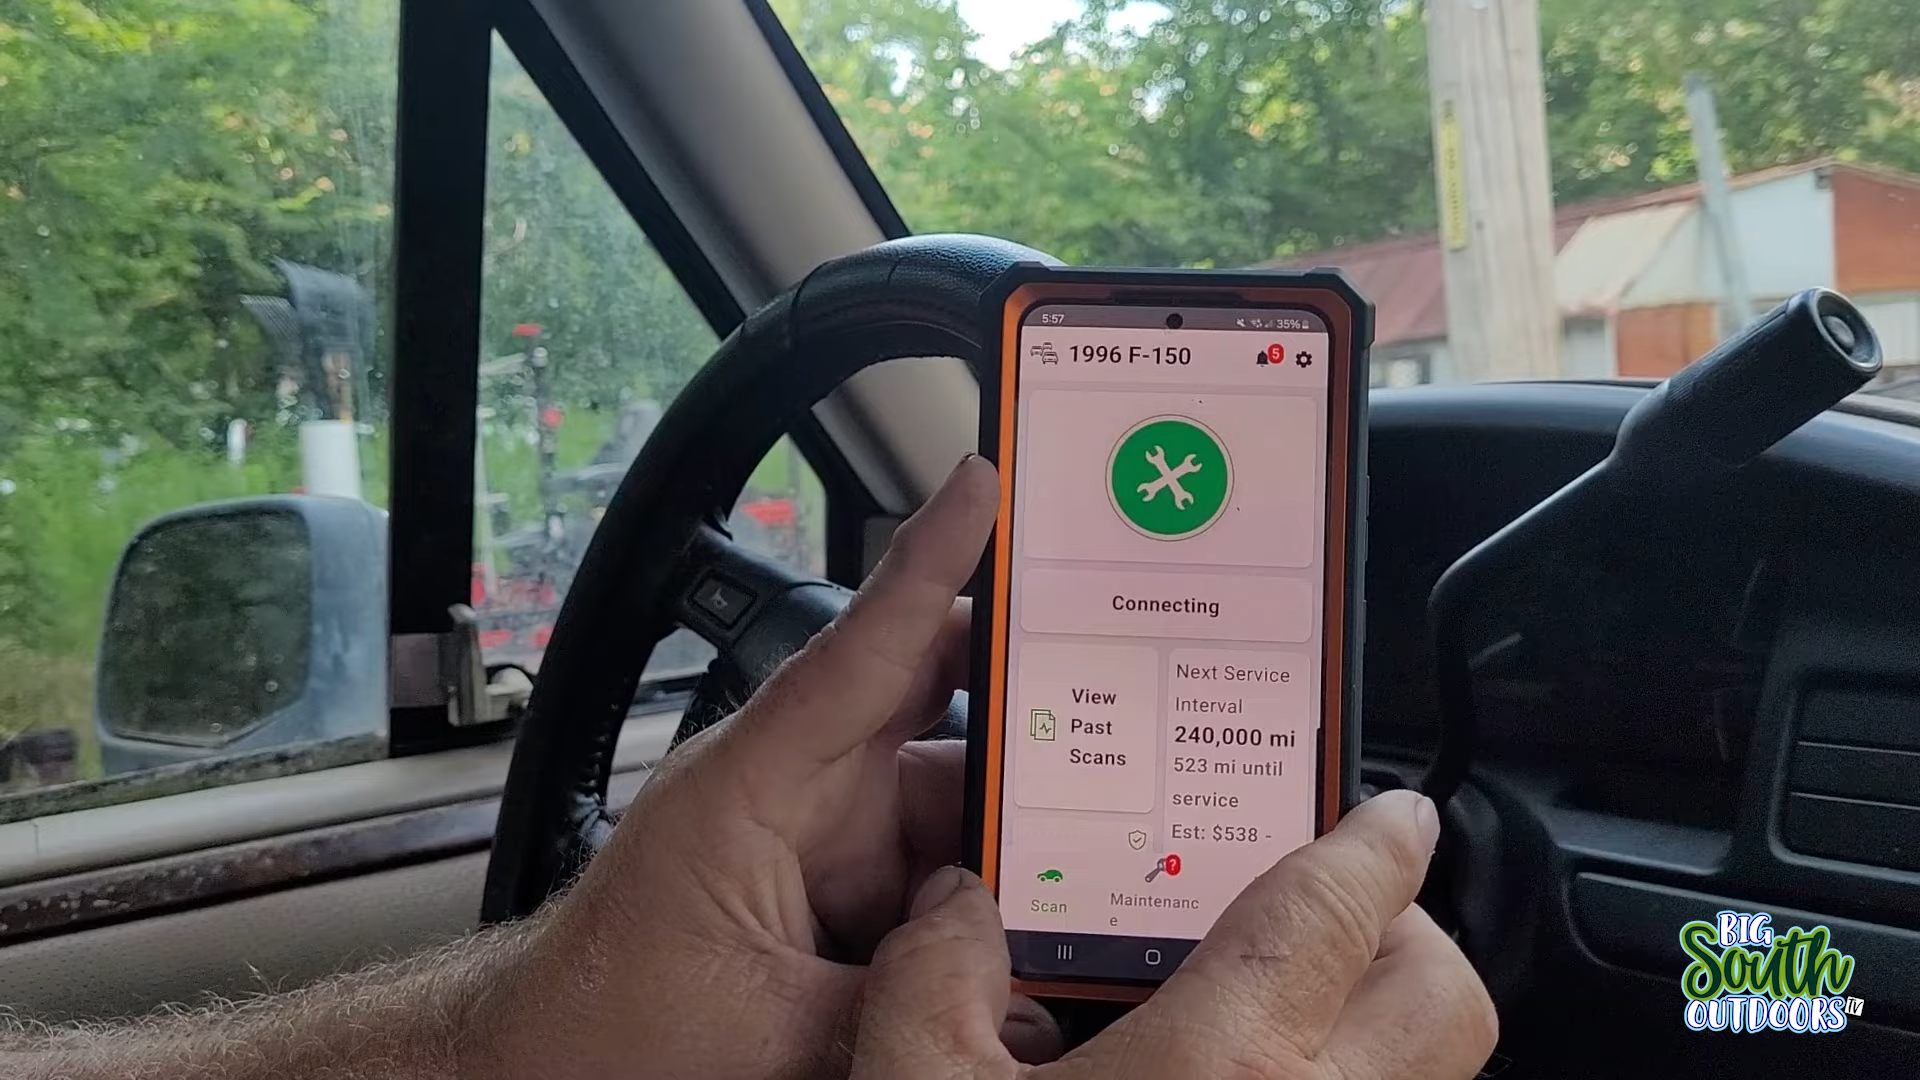 5:57
35%
1996 F-150
5
Connecting
View
Past
Scans
Next Service
Interval
240,000 mi
523 mi until
service
Est: $538 -
?
Scan
Maintenanc
e
BIG
South
OUTDOORS
TV